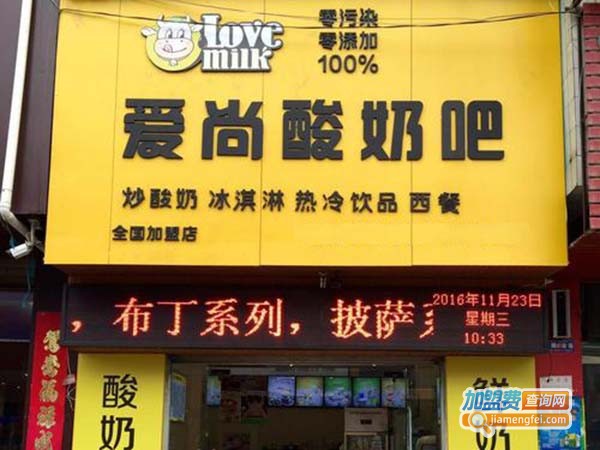 Love
milk
零污染
零添加
100%
爱尚酸奶吧
炒酸奶 冰淇淋 热冷饮品 西餐
全国加盟店
，布丁系列，披萨
2016年11月23日
星期三
10:33
酸奶
鲜奶
加盟费查询网
jiamengfei.com